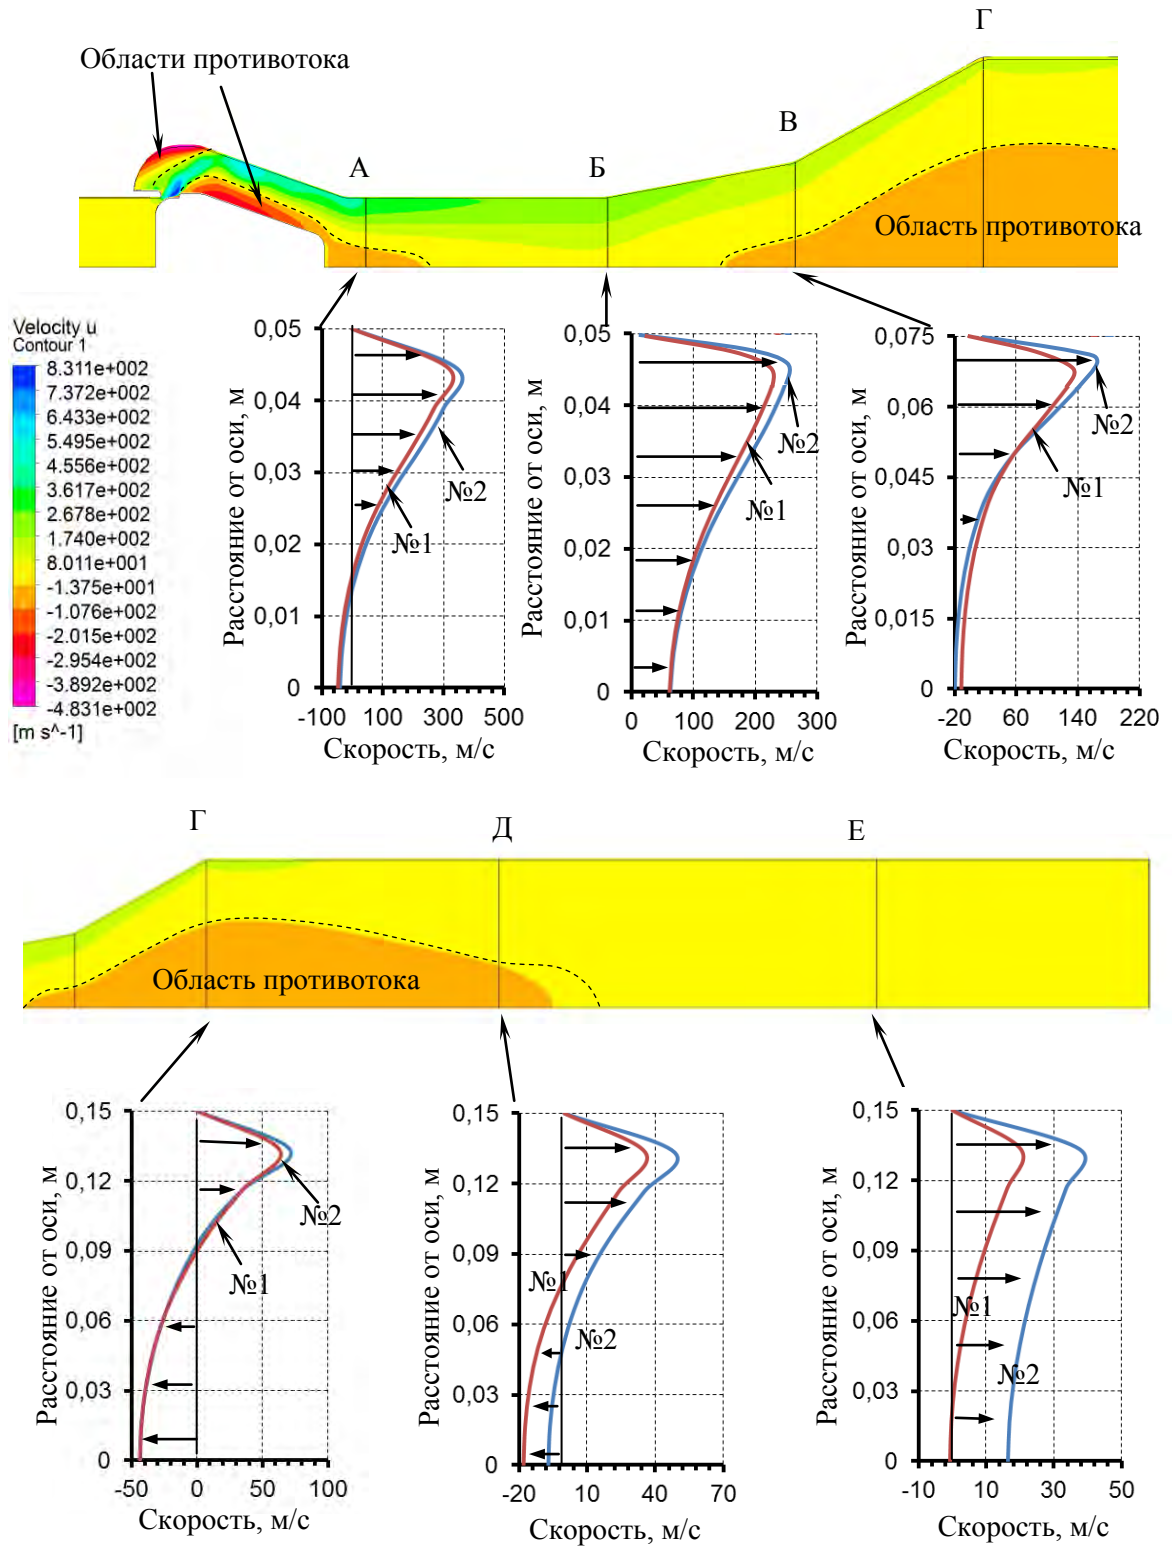 Г
Области противотока
В
А
Б
Область противотока
Velocity u
Contour 1
8.311e+002
7.372e+002
6.433e+002
5.495e+002
4.556e+002
3.617e+002
2.678e+002
1.740e+002
8.011e+001
-1.375e+001
-1.076e+002
-2.015e+002
-2.954e+002
-3.892e+002
-4.831e+002
[m s^-1]
Расстояние от оси, м
0,05
0,04
0,03
0,02
0,01
0
№2
№1
-100 100 300 500
Скорость, м/с
Расстояние от оси, м
0,05
0,04
0,03
0,02
0,01
0
№2
№1
0 100 200 300
Скорость, м/с
Расстояние от оси, м
0,075
0,06
0,045
0,03
0,015
0
№2
№1
-20 60 140 220
Скорость, м/с
Г
Д
Е
Область противотока
Расстояние от оси, м
0,15
0,12
0,09
0,06
0,03
0
№2
№1
-50 0 50 100
Скорость, м/с
Расстояние от оси, м
0,15
0,12
0,09
0,06
0,03
0
№1
№2
-20 10 40 70
Скорость, м/с
Расстояние от оси, м
0,15
0,12
0,09
0,06
0,03
0
№1
№2
-10 10 30 50
Скорость, м/с